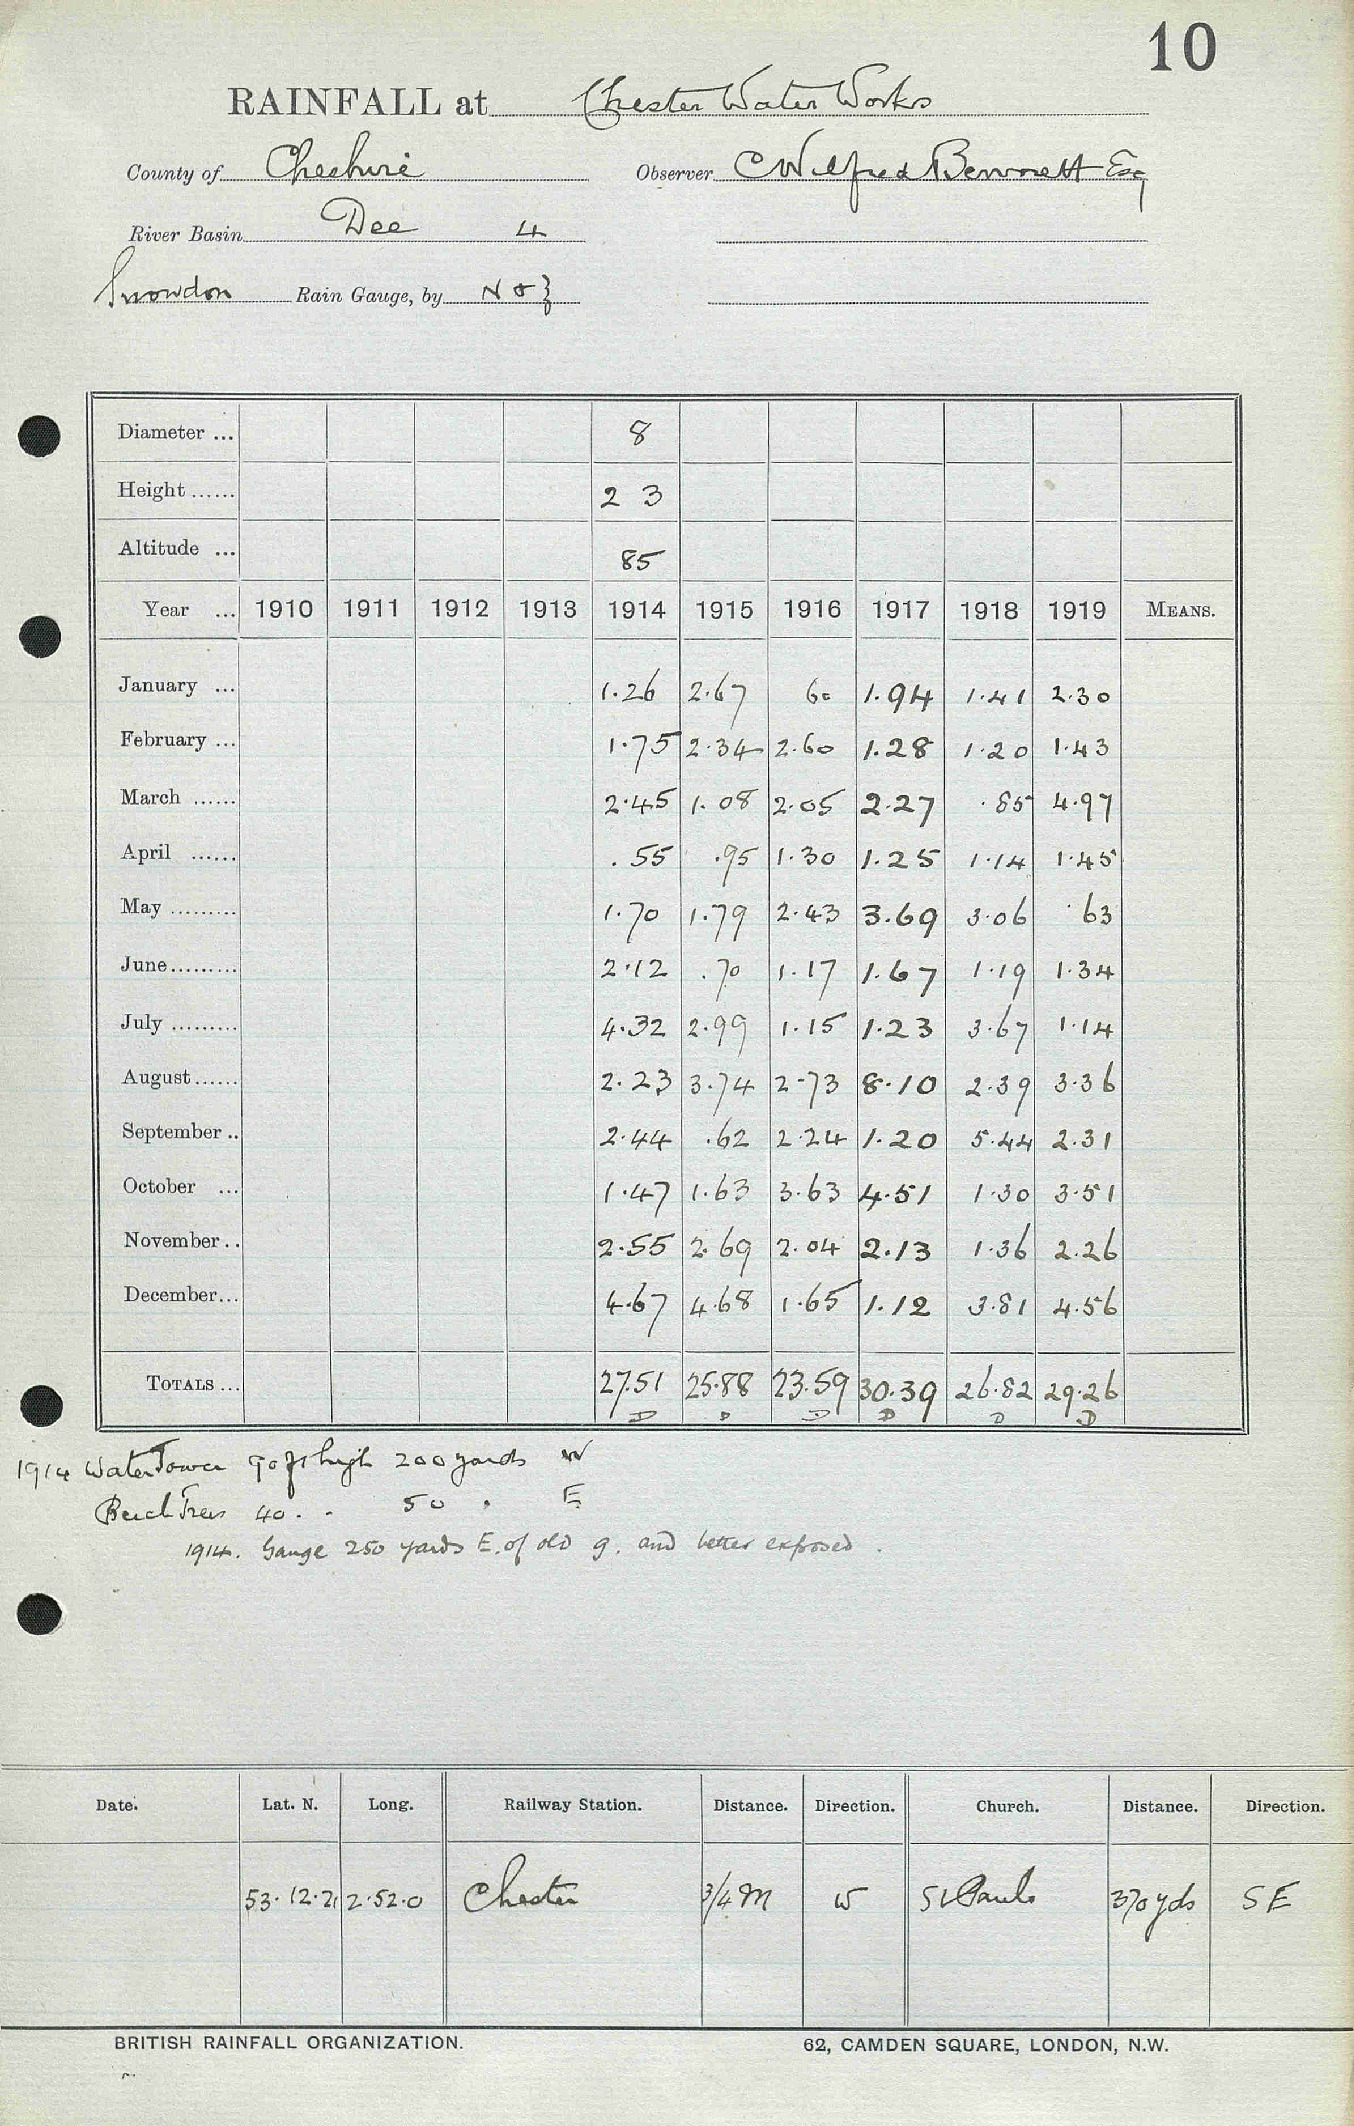 10
RAINFALL at Chester Water Works
County of Cheshire Observer C Wilfred Bennett Esq
River Basin Dee 4
Snowdon Rain Gauge, by N & Z
Diameter ... 8
Height ...... 2 3
Altitude ... 85
Year ... 1910 1911 1912 1913 1914 1915 1916 1917 1918 1919 MEANS.
January ... 1.26 2.67 60 1.94 1.41 2.30
February ... 1.75 2.34 2.60 1.28 1.20 1.43
March ...... 2.45 1.08 2.05 2.27 .85 4.97
April ...... .55 .95 1.30 1.25 1.14 1.45
May ......... 1.70 1.79 2.43 3.69 3.06 .63
June......... 2.12 .70 1.17 1.67 1.19 1.34
July ......... 4.32 2.99 1.15 1.23 3.67 1.14
August...... 2.23 3.74 2.73 8.10 2.39 3.36
September .. 2.44 .62 2.24 1.20 5.44 2.31
October ... 1.47 1.63 3.63 4.51 1.30 3.51
November.. 2.55 2.69 2.04 2.13 1.36 2.26
December... 4.67 4.68 1.65 1.12 3.81 4.56
TOTALS ... 27.51 25.88 23.59 30.39 26.82 29.26
D D D D D D
1914 Water Tower 90 ft high 200 yards W
Beech Trees 40 . . 50 . E
1914. Gauge 250 yards E. of old g. and better exposed.
Date. Lat. N. Long. Railway Station. Distance. Direction. Church. Distance. Direction.
53.12.21 2.52.0 Chester 3/4 M W St Pauls 370 yds SE
BRITISH RAINFALL ORGANIZATION. 62, CAMDEN SQUARE, LONDON, N.W.